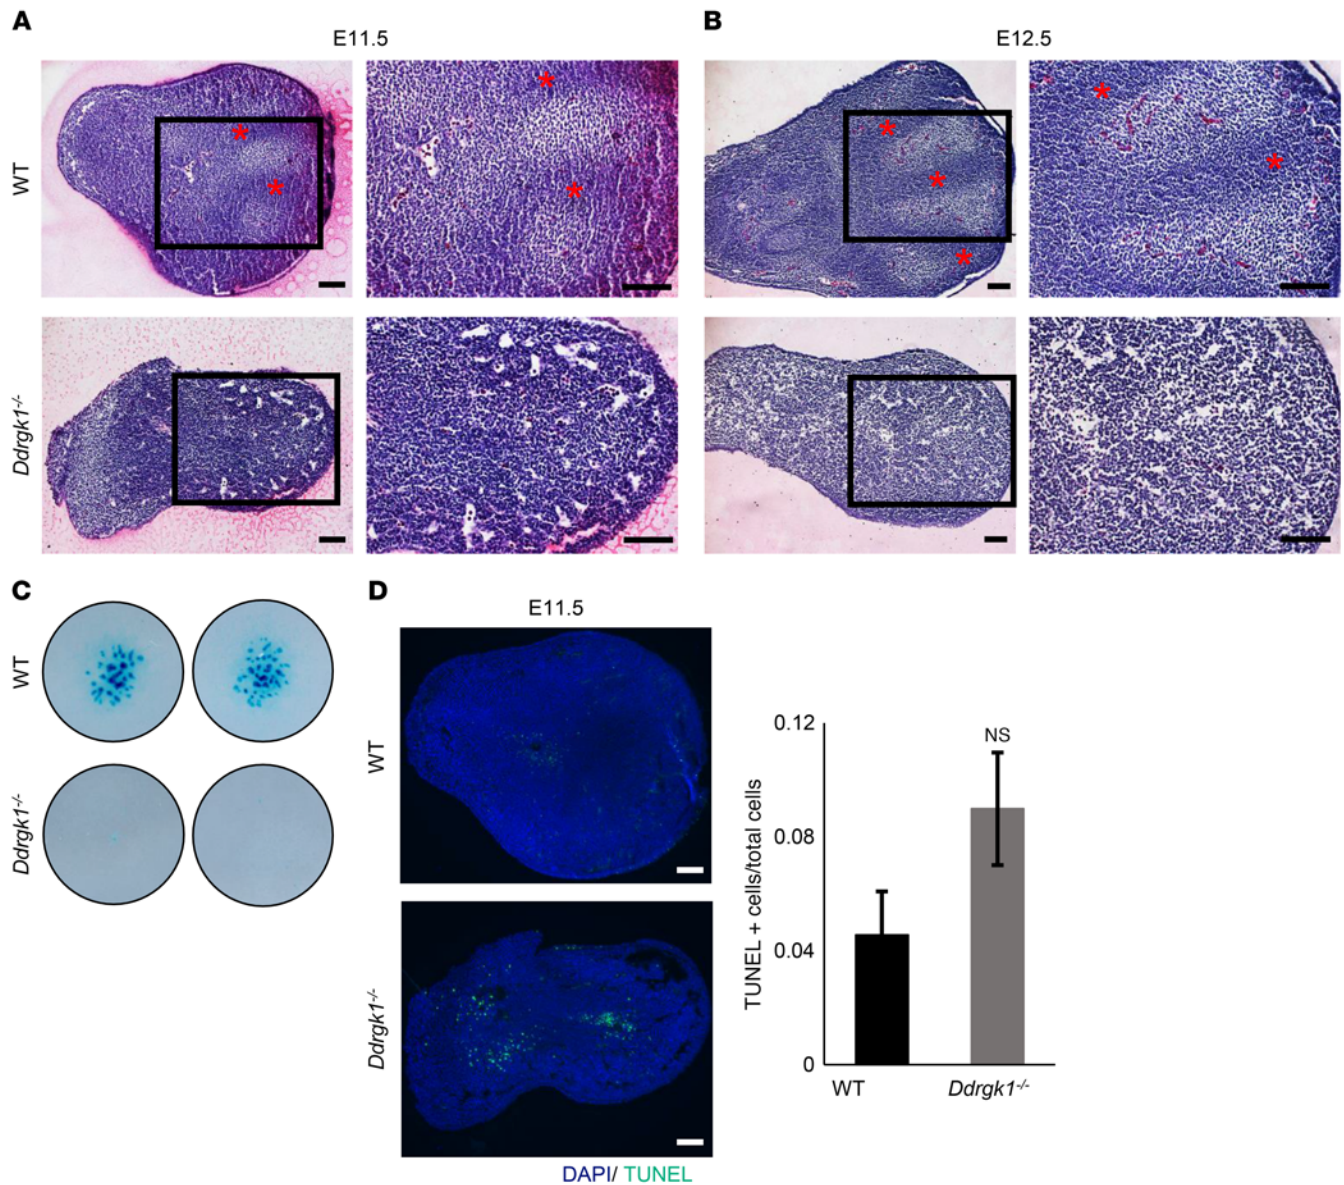 A
E11.5
B
E12.5
WT
*
*
*
*
*
*
*
*
*
Ddrgk1-/-
C
D
E11.5
WT
WT
0.12
NS
0.08
0.04
0
TUNEL + cells/total cells
Ddrgk1-/-
Ddrgk1-/-
WT
Ddrgk1-/-
DAPI/ TUNEL